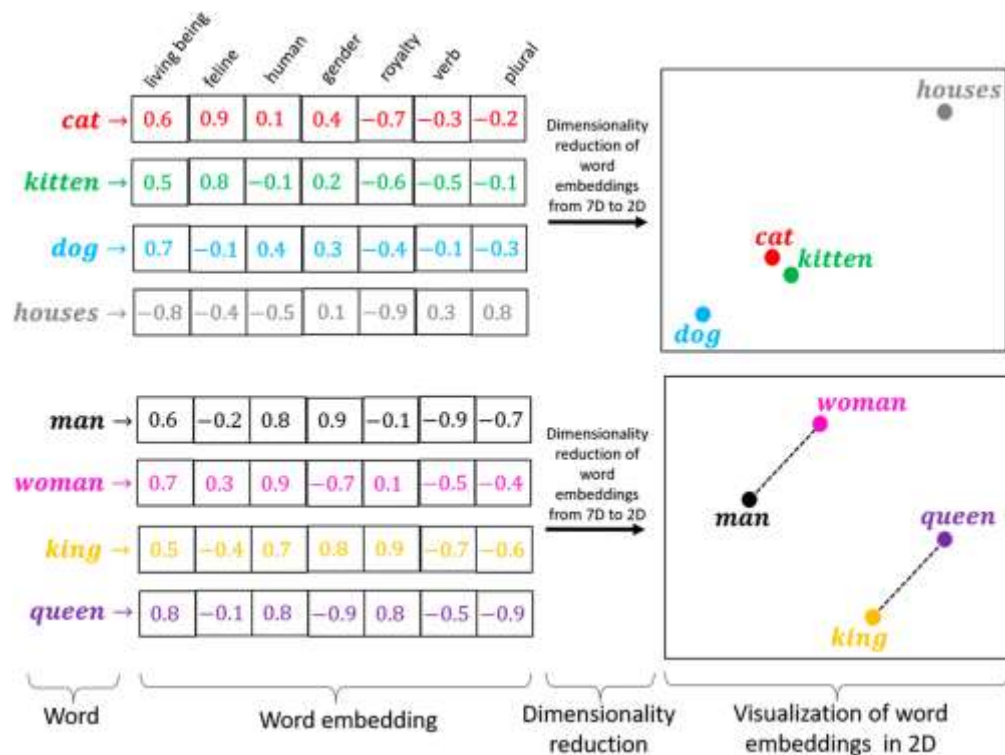 living being feline human gender royalty verb plural
cat → 0.6 0.9 0.1 0.4 −0.7 −0.3 −0.2
kitten → 0.5 0.8 −0.1 0.2 −0.6 −0.5 −0.1
dog → 0.7 −0.1 0.4 0.3 −0.4 −0.1 −0.3
houses → −0.8 −0.4 −0.5 0.1 −0.9 0.3 0.8
Dimensionality
reduction of
word
embeddings
from 7D to 2D
houses
cat
kitten
dog
man → 0.6 −0.2 0.8 0.9 −0.1 −0.9 −0.7
woman → 0.7 0.3 0.9 −0.7 0.1 −0.5 −0.4
king → 0.5 −0.4 0.7 0.8 0.9 −0.7 −0.6
queen → 0.8 −0.1 0.8 −0.9 0.8 −0.5 −0.9
Dimensionality
reduction of
word
embeddings
from 7D to 2D
woman
man
queen
king
Word
Word embedding
Dimensionality
reduction
Visualization of word
embeddings in 2D